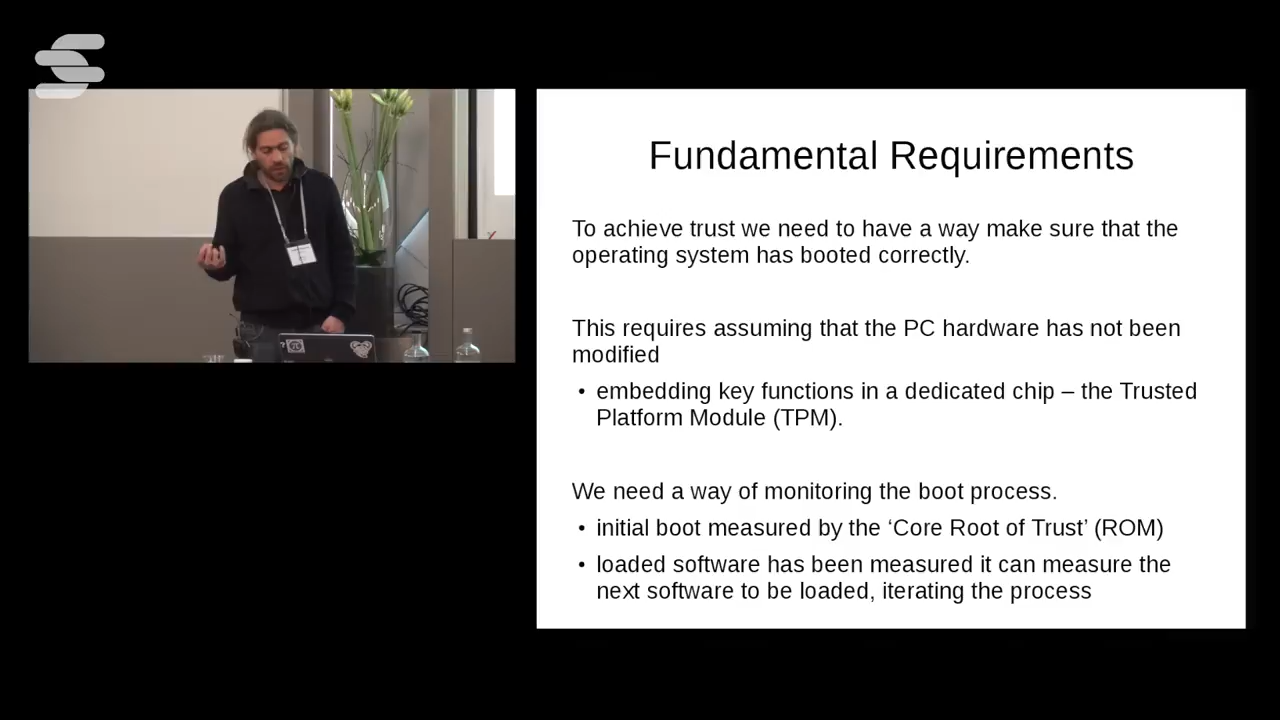 Fundamental Requirements
To achieve trust we need to have a way make sure that the
operating system has booted correctly.
This requires assuming that the PC hardware has not been
modified
• embedding key functions in a dedicated chip – the Trusted
Platform Module (TPM).
We need a way of monitoring the boot process.
• initial boot measured by the ‘Core Root of Trust’ (ROM)
• loaded software has been measured it can measure the
next software to be loaded, iterating the process